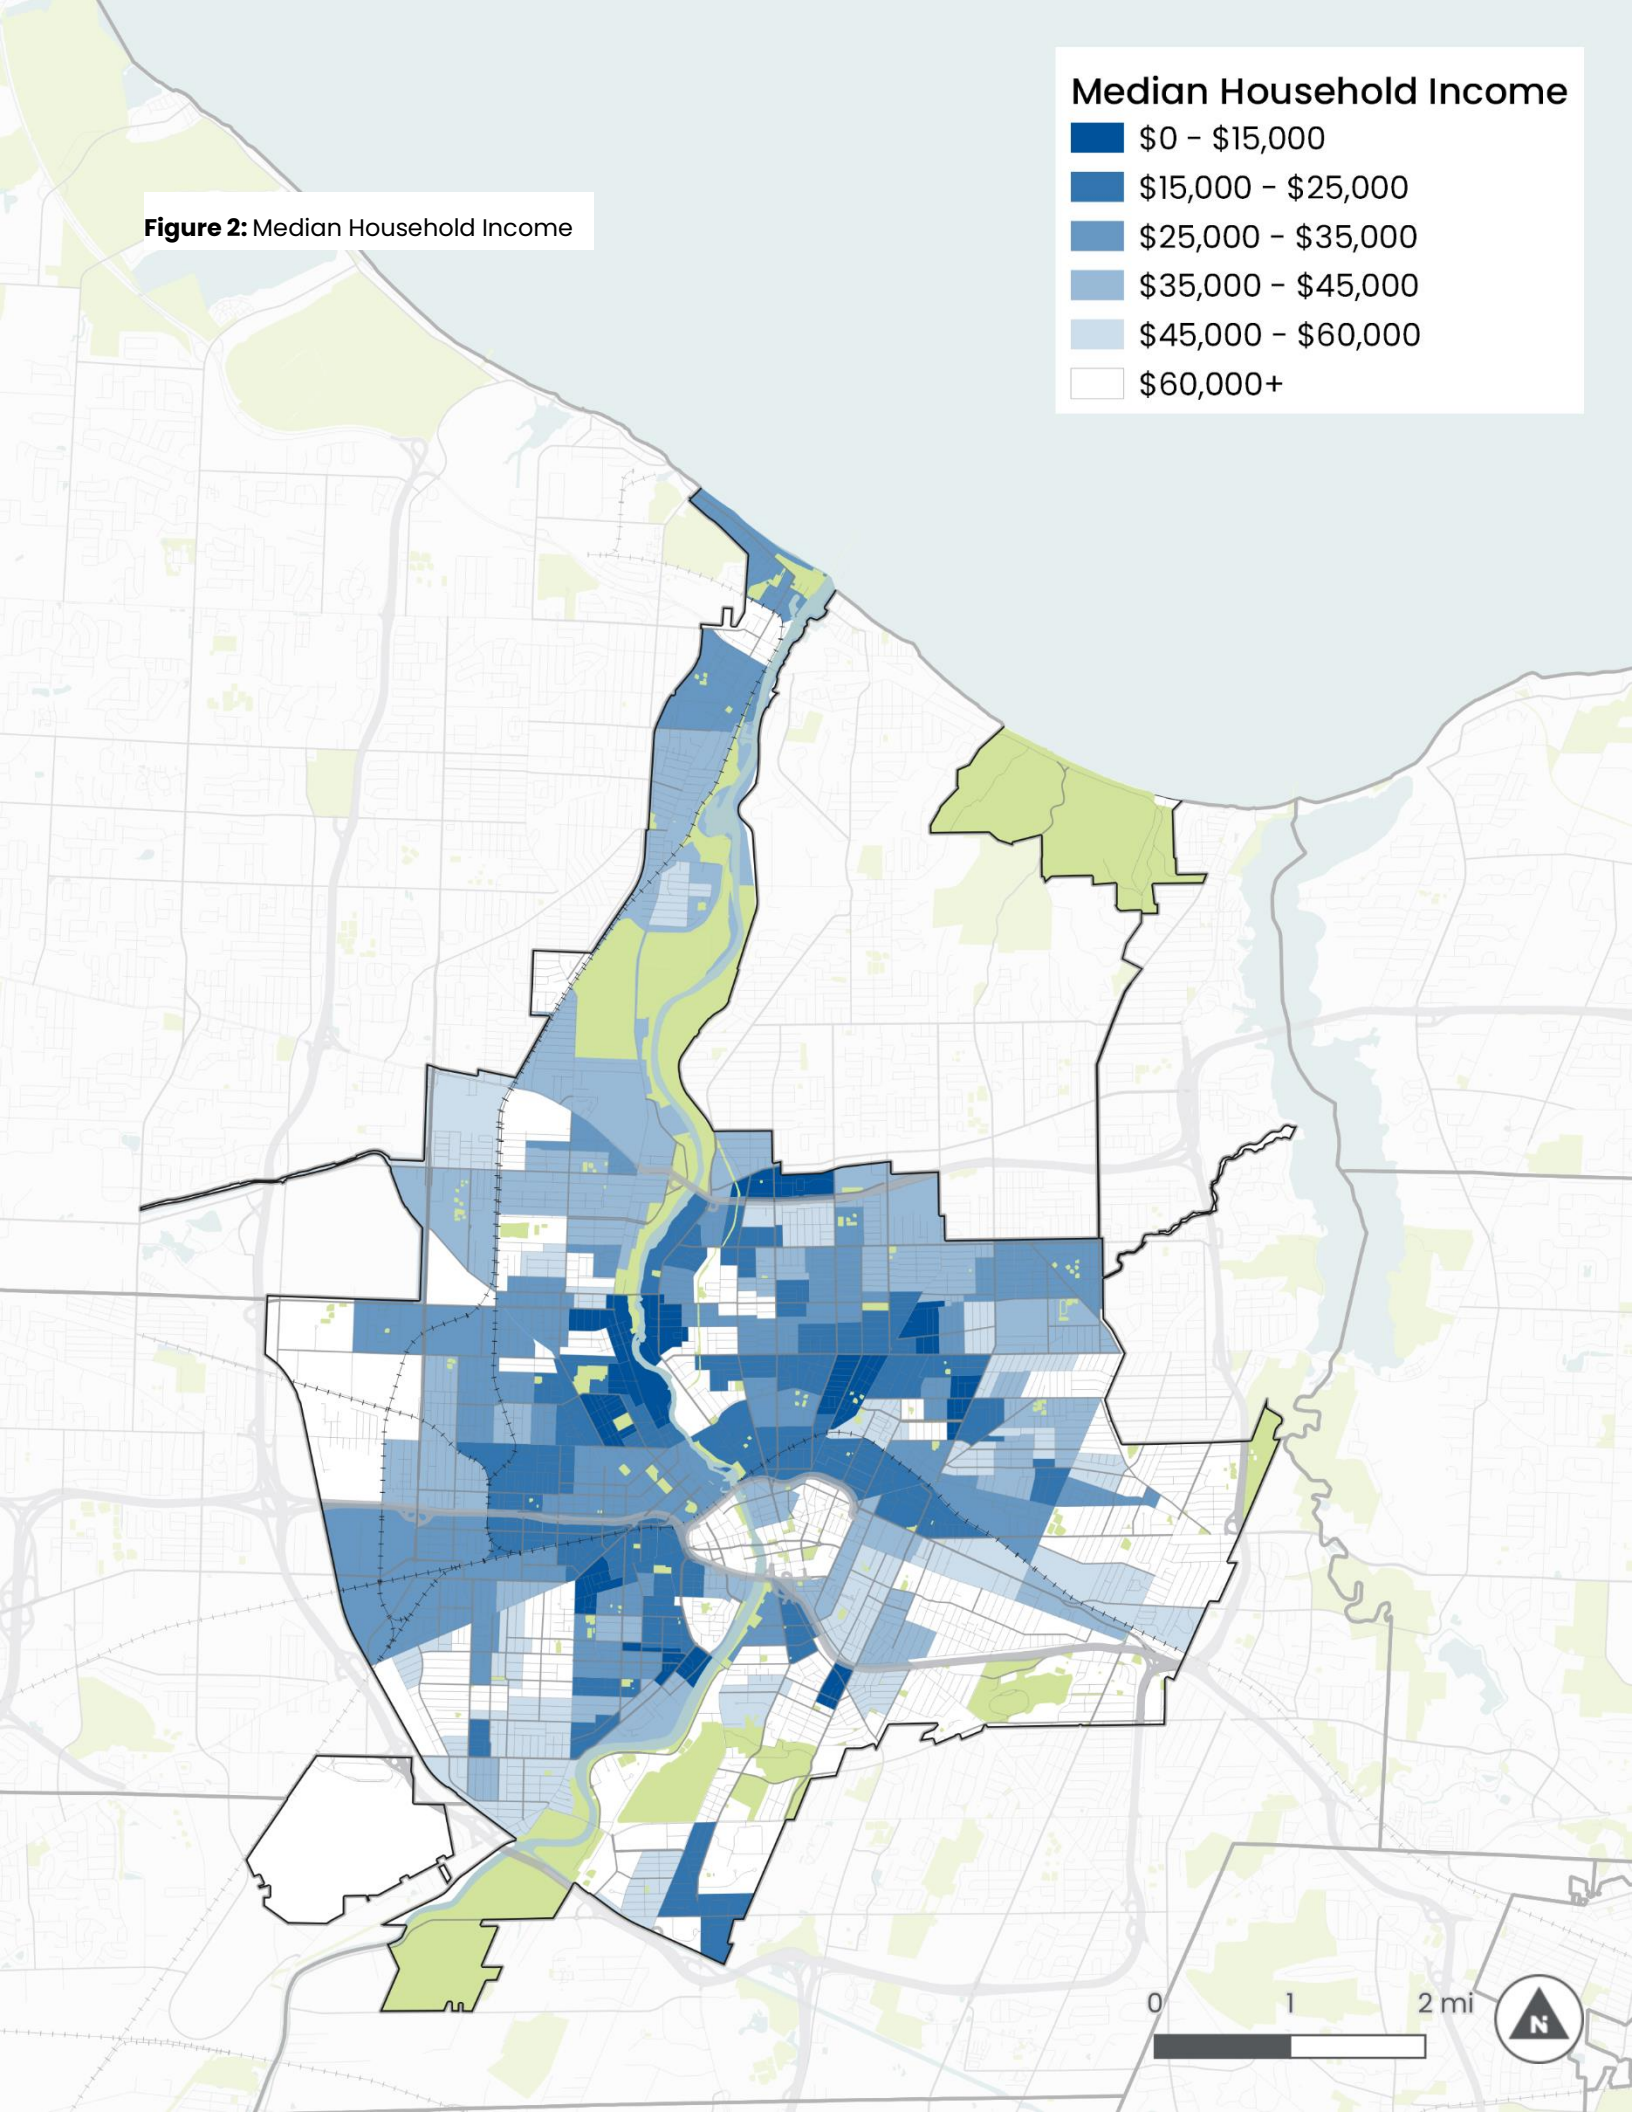 Median Household Income
$0 - $15,000
$15,000 - $25,000
$25,000 - $35,000
$35,000 - $45,000
$45,000 - $60,000
$60,000+
Figure 2: Median Household Income
0 1 2 mi
N